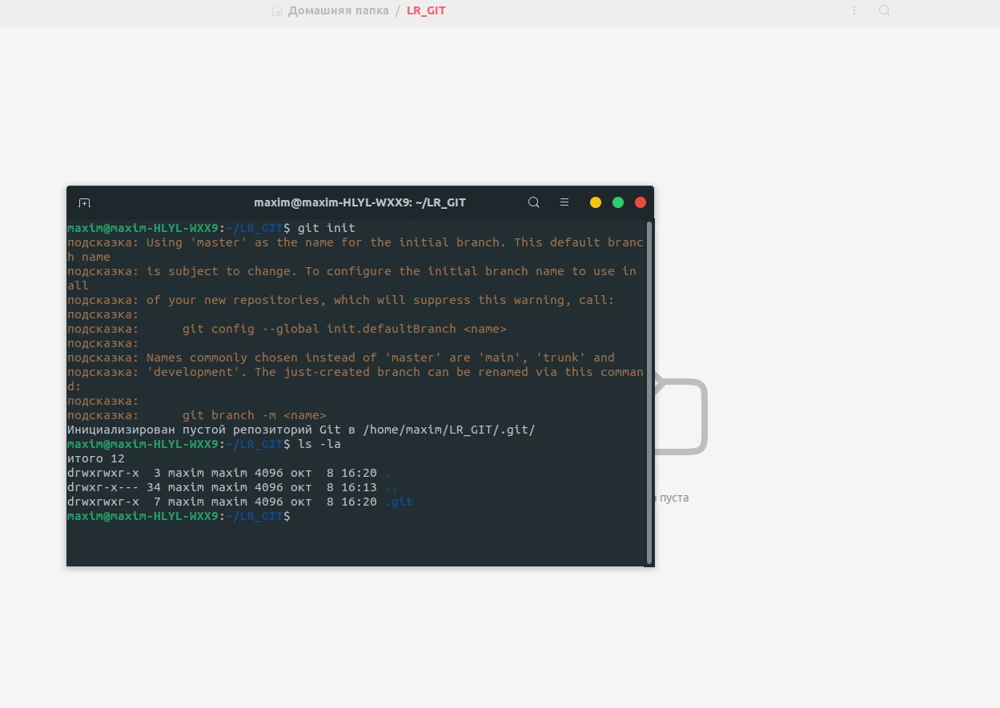 Домашняя папка / LR_GIT
maxim@maxim-HLYL-WXX9: ~/LR_GIT
maxim@maxim-HLYL-WXX9:~/LR_GIT$ git init
подсказка: Using 'master' as the name for the initial branch. This default branc
h name
подсказка: is subject to change. To configure the initial branch name to use in
all
подсказка: of your new repositories, which will suppress this warning, call:
подсказка:
подсказка:      git config --global init.defaultBranch <name>
подсказка:
подсказка: Names commonly chosen instead of 'master' are 'main', 'trunk' and
подсказка: 'development'. The just-created branch can be renamed via this comman
d:
подсказка:
подсказка:      git branch -m <name>
Инициализирован пустой репозиторий Git в /home/maxim/LR_GIT/.git/
maxim@maxim-HLYL-WXX9:~/LR_GIT$ ls -la
итого 12
drwxrwxr-x  3 maxim maxim 4096 окт  8 16:20 .
drwxr-x--- 34 maxim maxim 4096 окт  8 16:13 ..
drwxrwxr-x  7 maxim maxim 4096 окт  8 16:20 .git
maxim@maxim-HLYL-WXX9:~/LR_GIT$
пуста